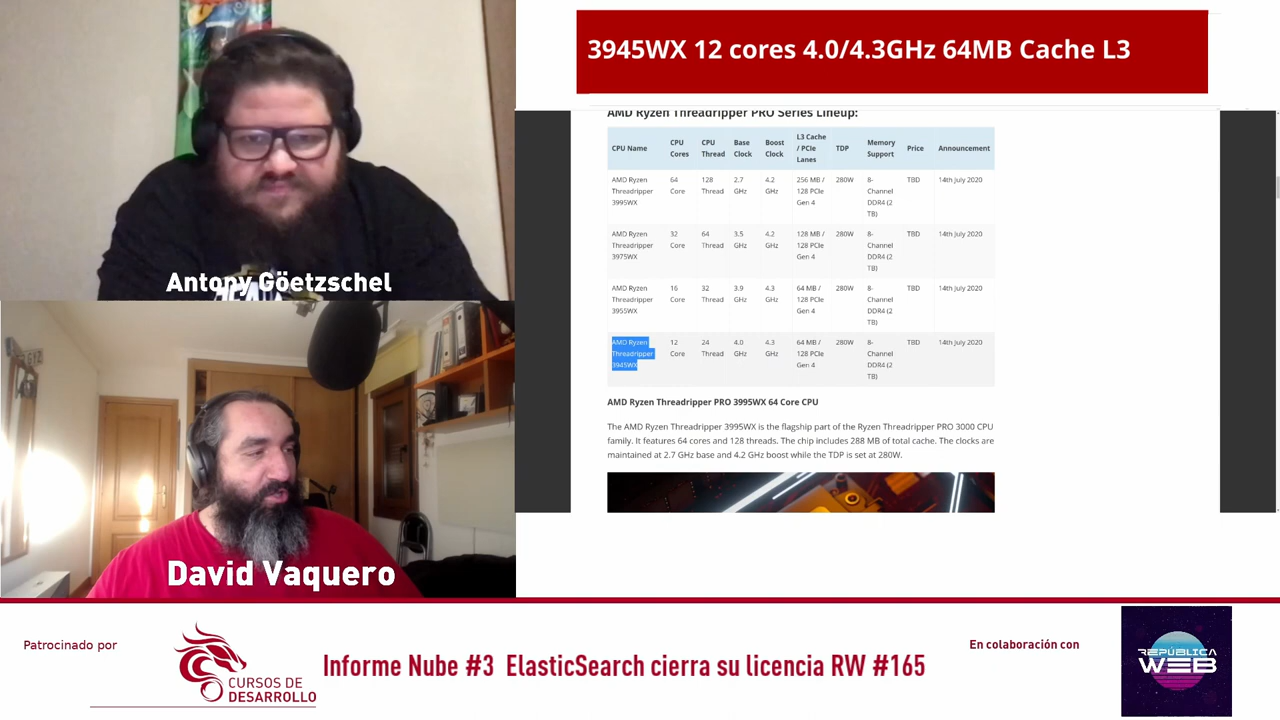 3945WX 12 cores 4.0/4.3GHz 64MB Cache L3
AMD Ryzen Threadripper PRO Series Lineup:
CPU Name CPU Cores CPU Thread Base Clock Boost Clock L3 Cache / PCIe Lanes TDP Memory Support Price Announcement
AMD Ryzen Threadripper 3995WX 64 Core 128 Thread 2.7 GHz 4.2 GHz 256 MB / 128 PCIe Gen 4 280W 8-Channel DDR4 (2 TB) TBD 14th July 2020
AMD Ryzen Threadripper 3975WX 32 Core 64 Thread 3.5 GHz 4.2 GHz 128 MB / 128 PCIe Gen 4 280W 8-Channel DDR4 (2 TB) TBD 14th July 2020
AMD Ryzen Threadripper 3955WX 16 Core 32 Thread 3.9 GHz 4.3 GHz 64 MB / 128 PCIe Gen 4 280W 8-Channel DDR4 (2 TB) TBD 14th July 2020
AMD Ryzen Threadripper 3945WX 12 Core 24 Thread 4.0 GHz 4.3 GHz 64 MB / 128 PCIe Gen 4 280W 8-Channel DDR4 (2 TB) TBD 14th July 2020
AMD Ryzen Threadripper PRO 3995WX 64 Core CPU
The AMD Ryzen Threadripper 3995WX is the flagship part of the Ryzen Threadripper PRO 3000 CPU
family. It features 64 cores and 128 threads. The chip includes 288 MB of total cache. The clocks are
maintained at 2.7 GHz base and 4.2 GHz boost while the TDP is set at 280W.
Antony Göetzschel
David Vaquero
Patrocinado por
CURSOS DE
DESARROLLO
Informe Nube #3 ElasticSearch cierra su licencia RW #165
En colaboración con
REPÚBLICA
WEB